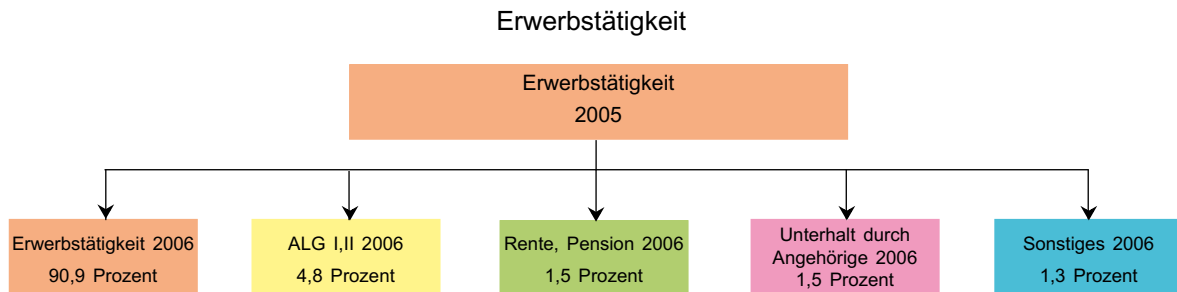 Erwerbstätigkeit
Erwerbstätigkeit
2005
Erwerbstätigkeit 2006
90,9 Prozent
ALG I,II 2006
4,8 Prozent
Rente, Pension 2006
1,5 Prozent
Unterhalt durch
Angehörige 2006
1,5 Prozent
Sonstiges 2006
1,3 Prozent